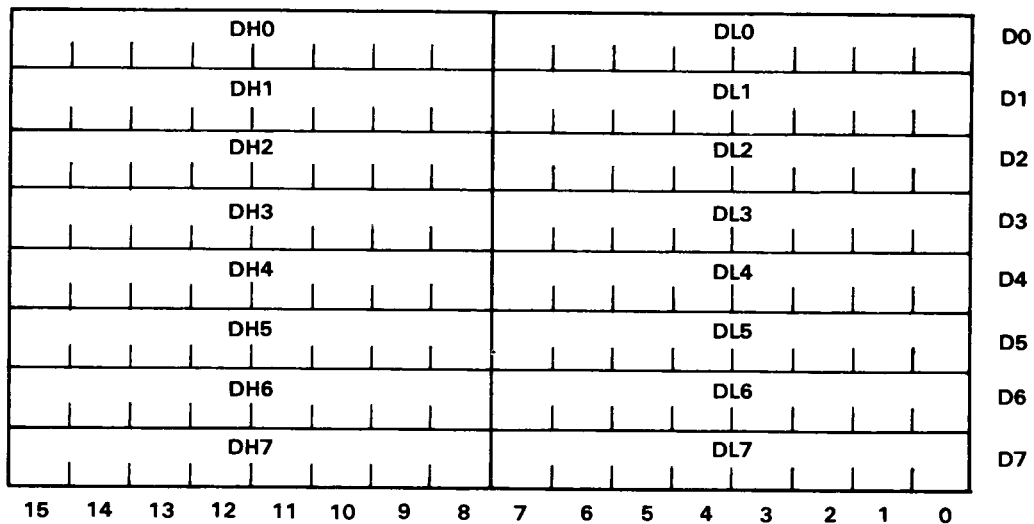 DH0 DL0 D0
DH1 DL1 D1
DH2 DL2 D2
DH3 DL3 D3
DH4 DL4 D4
DH5 DL5 D5
DH6 DL6 D6
DH7 DL7 D7
15 14 13 12 11 10 9 8 7 6 5 4 3 2 1 0